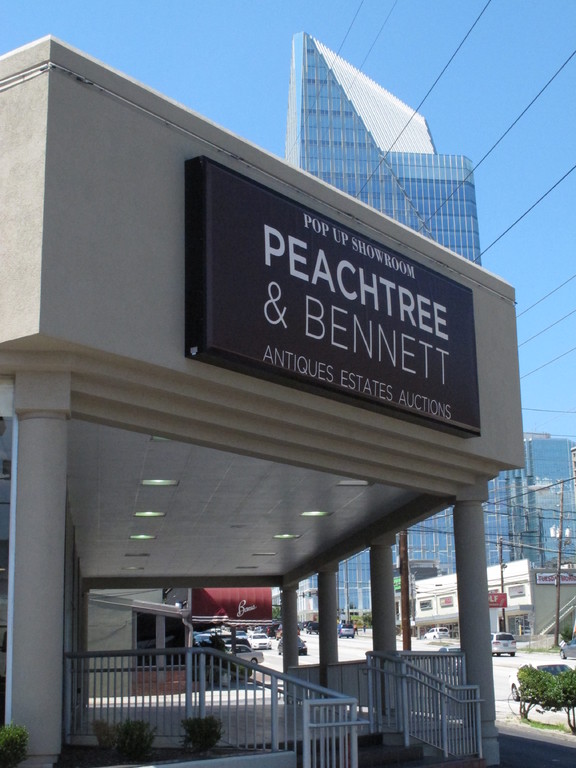 POP UP SHOWROOM
PEACHTREE
& BENNETT
ANTIQUES ESTATES AUCTIONS